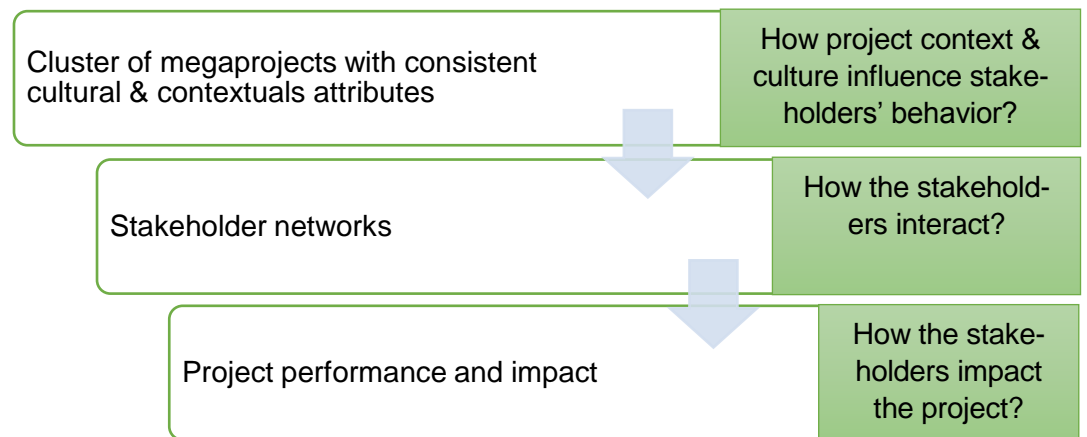 Cluster of megaprojects with consistent
cultural & contextuals attributes
How project context &
culture influence stake-
holders’ behavior?
Stakeholder networks
How the stakehold-
ers interact?
Project performance and impact
How the stake-
holders impact
the project?